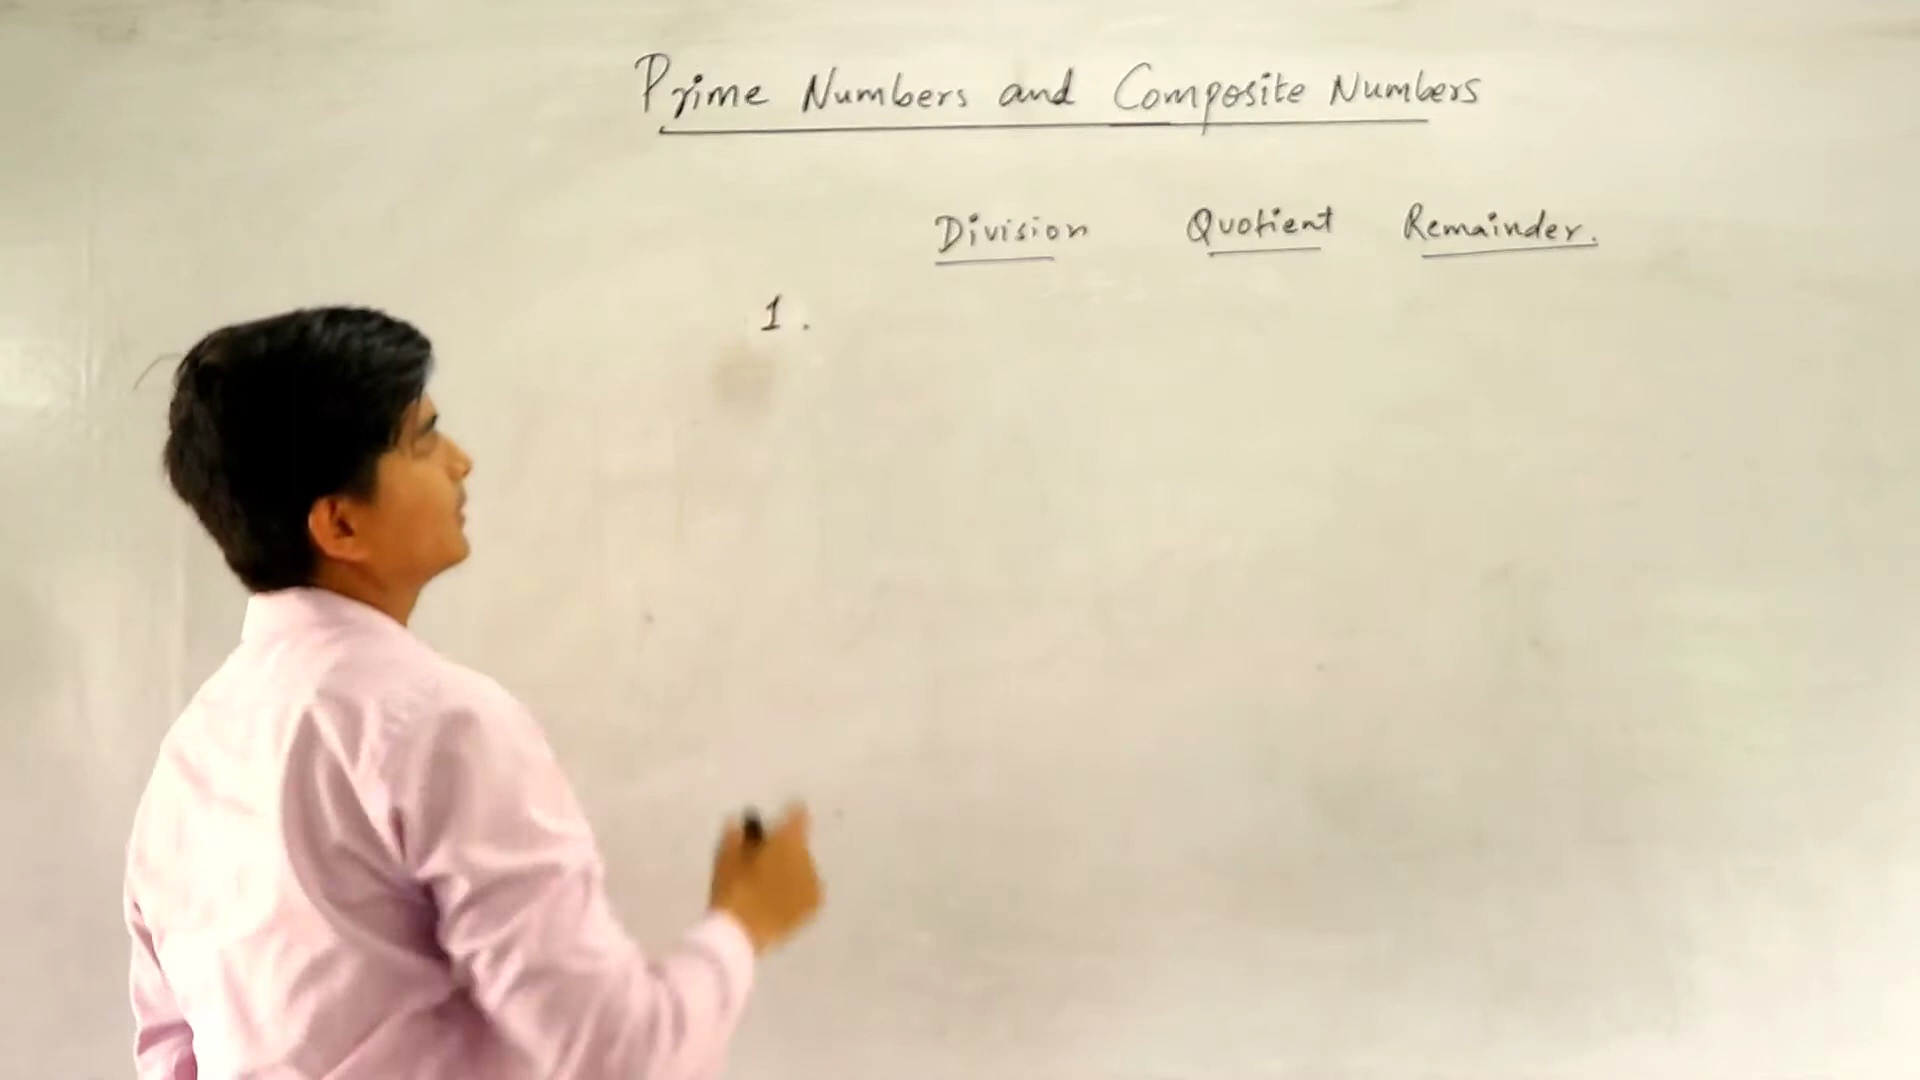 Prime Numbers and Composite Numbers
Division Quotient Remainder.
1.